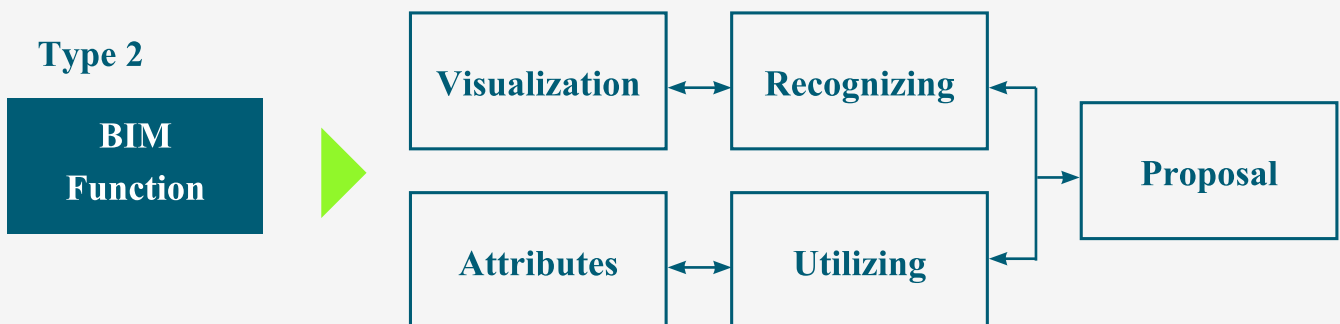 Type 2
BIM
Function
Visualization
Recognizing
Proposal
Attributes
Utilizing